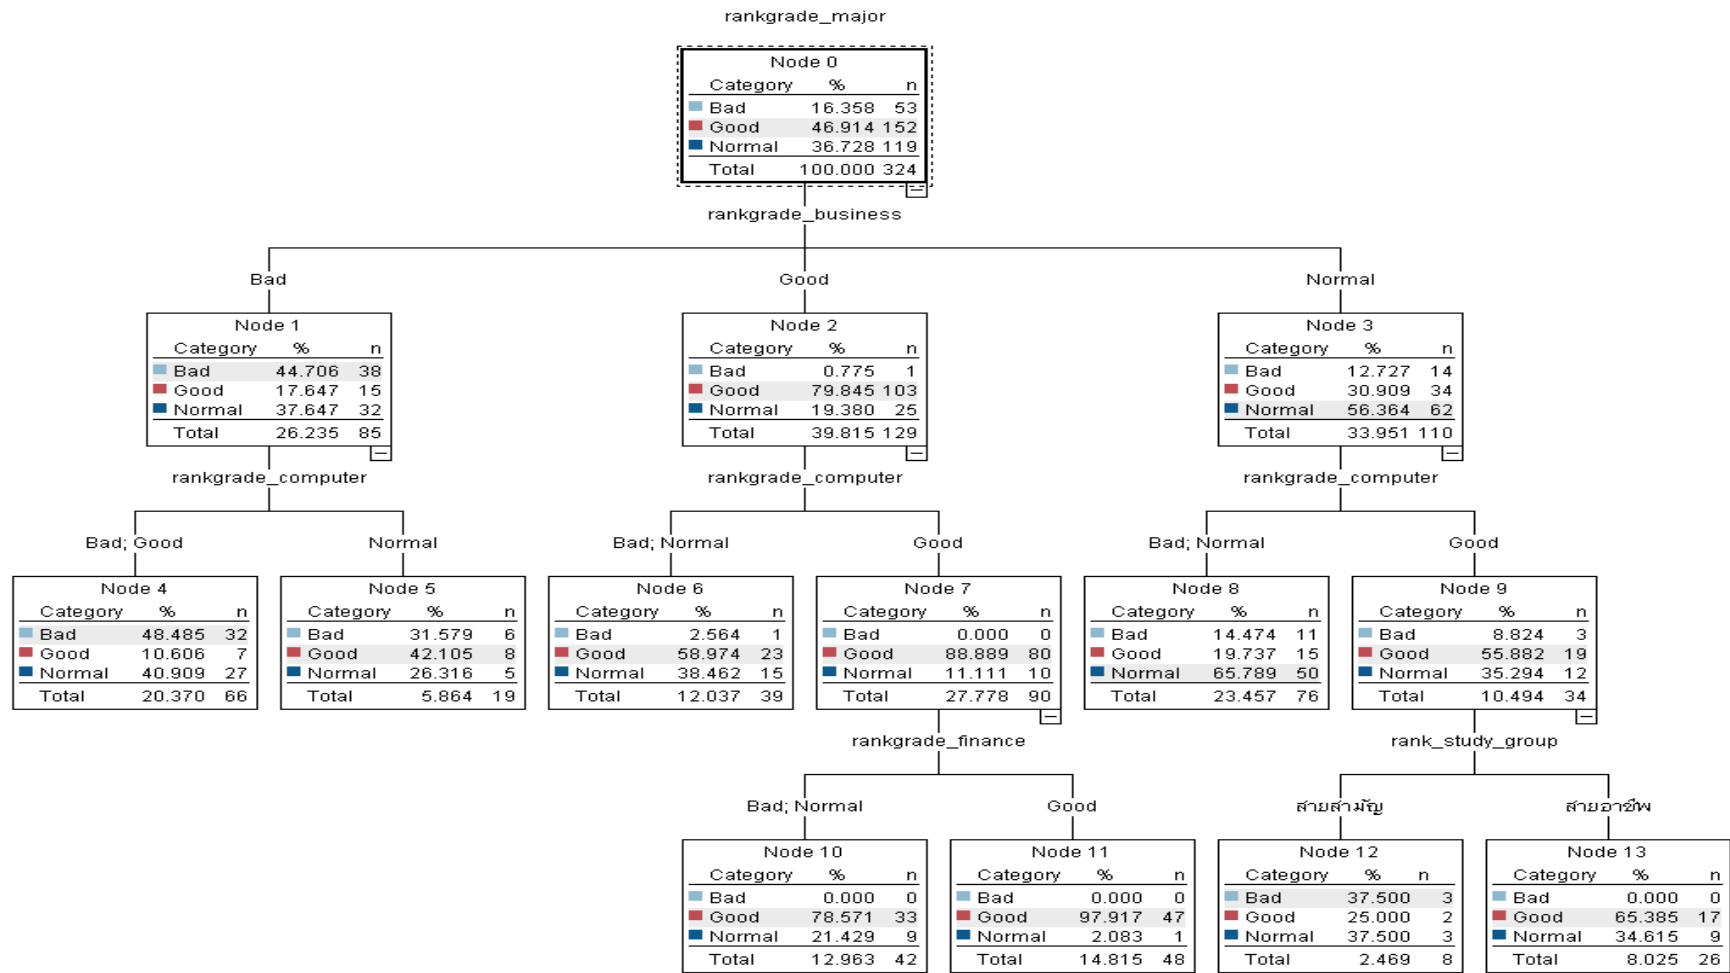 rankgrade_major
Node 0
Category % n
Bad 16.358 53
Good 46.914 152
Normal 36.728 119
Total 100.000 324
rankgrade_business
Bad
Good
Normal
Node 1
Category % n
Bad 44.706 38
Good 17.647 15
Normal 37.647 32
Total 26.235 85
Node 2
Category % n
Bad 0.775 1
Good 79.845 103
Normal 19.380 25
Total 39.815 129
Node 3
Category % n
Bad 12.727 14
Good 30.909 34
Normal 56.364 62
Total 33.951 110
rankgrade_computer
rankgrade_computer
rankgrade_computer
Bad; Good
Normal
Bad; Normal
Good
Bad; Normal
Good
Node 4
Category % n
Bad 48.485 32
Good 10.606 7
Normal 40.909 27
Total 20.370 66
Node 5
Category % n
Bad 31.579 6
Good 42.105 8
Normal 26.316 5
Total 5.864 19
Node 6
Category % n
Bad 2.564 1
Good 58.974 23
Normal 38.462 15
Total 12.037 39
Node 7
Category % n
Bad 0.000 0
Good 88.889 80
Normal 11.111 10
Total 27.778 90
Node 8
Category % n
Bad 14.474 11
Good 19.737 15
Normal 65.789 50
Total 23.457 76
Node 9
Category % n
Bad 8.824 3
Good 55.882 19
Normal 35.294 12
Total 10.494 34
rankgrade_finance
rank_study_group
Bad; Normal
Good
สายสามัญ
สายอาชีพ
Node 10
Category % n
Bad 0.000 0
Good 78.571 33
Normal 21.429 9
Total 12.963 42
Node 11
Category % n
Bad 0.000 0
Good 97.917 47
Normal 2.083 1
Total 14.815 48
Node 12
Category % n
Bad 37.500 3
Good 25.000 2
Normal 37.500 3
Total 2.469 8
Node 13
Category % n
Bad 0.000 0
Good 65.385 17
Normal 34.615 9
Total 8.025 26